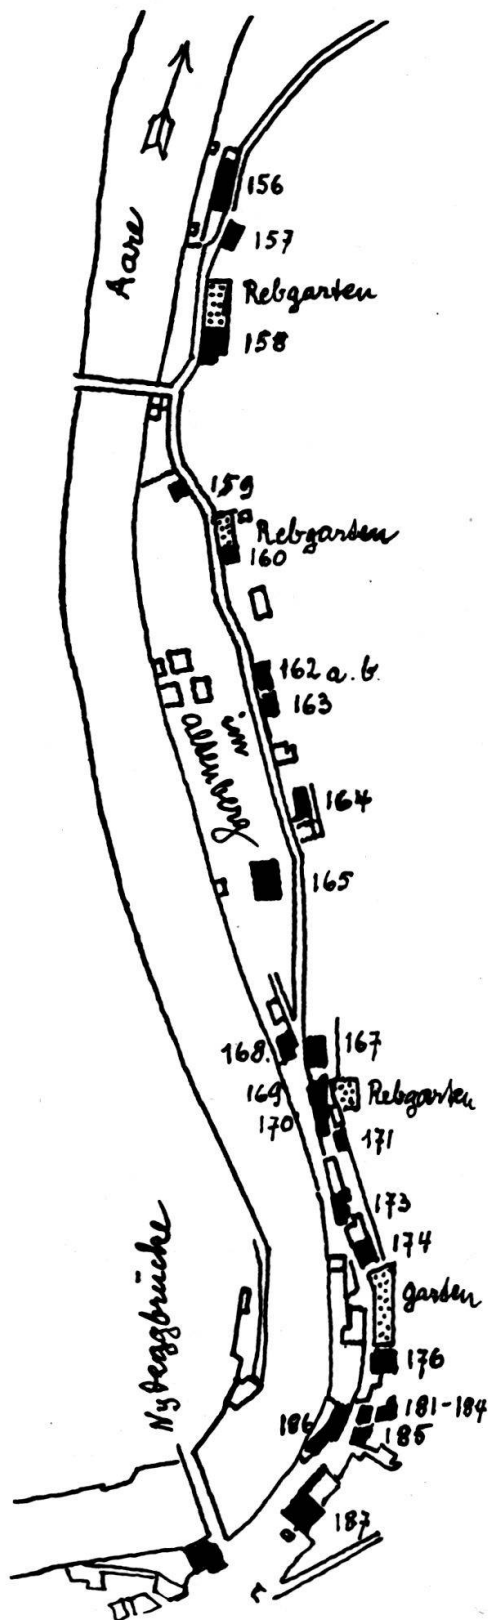 156
Aare
157
Rebgarten
158
159
Rebgarten
160
162 a. b.
163
im
Altenberg
164
165
168.
167
169
Rebgarten
170
171
173
174
Nydeggbrücke
Garten
176
181-184
186
185
187